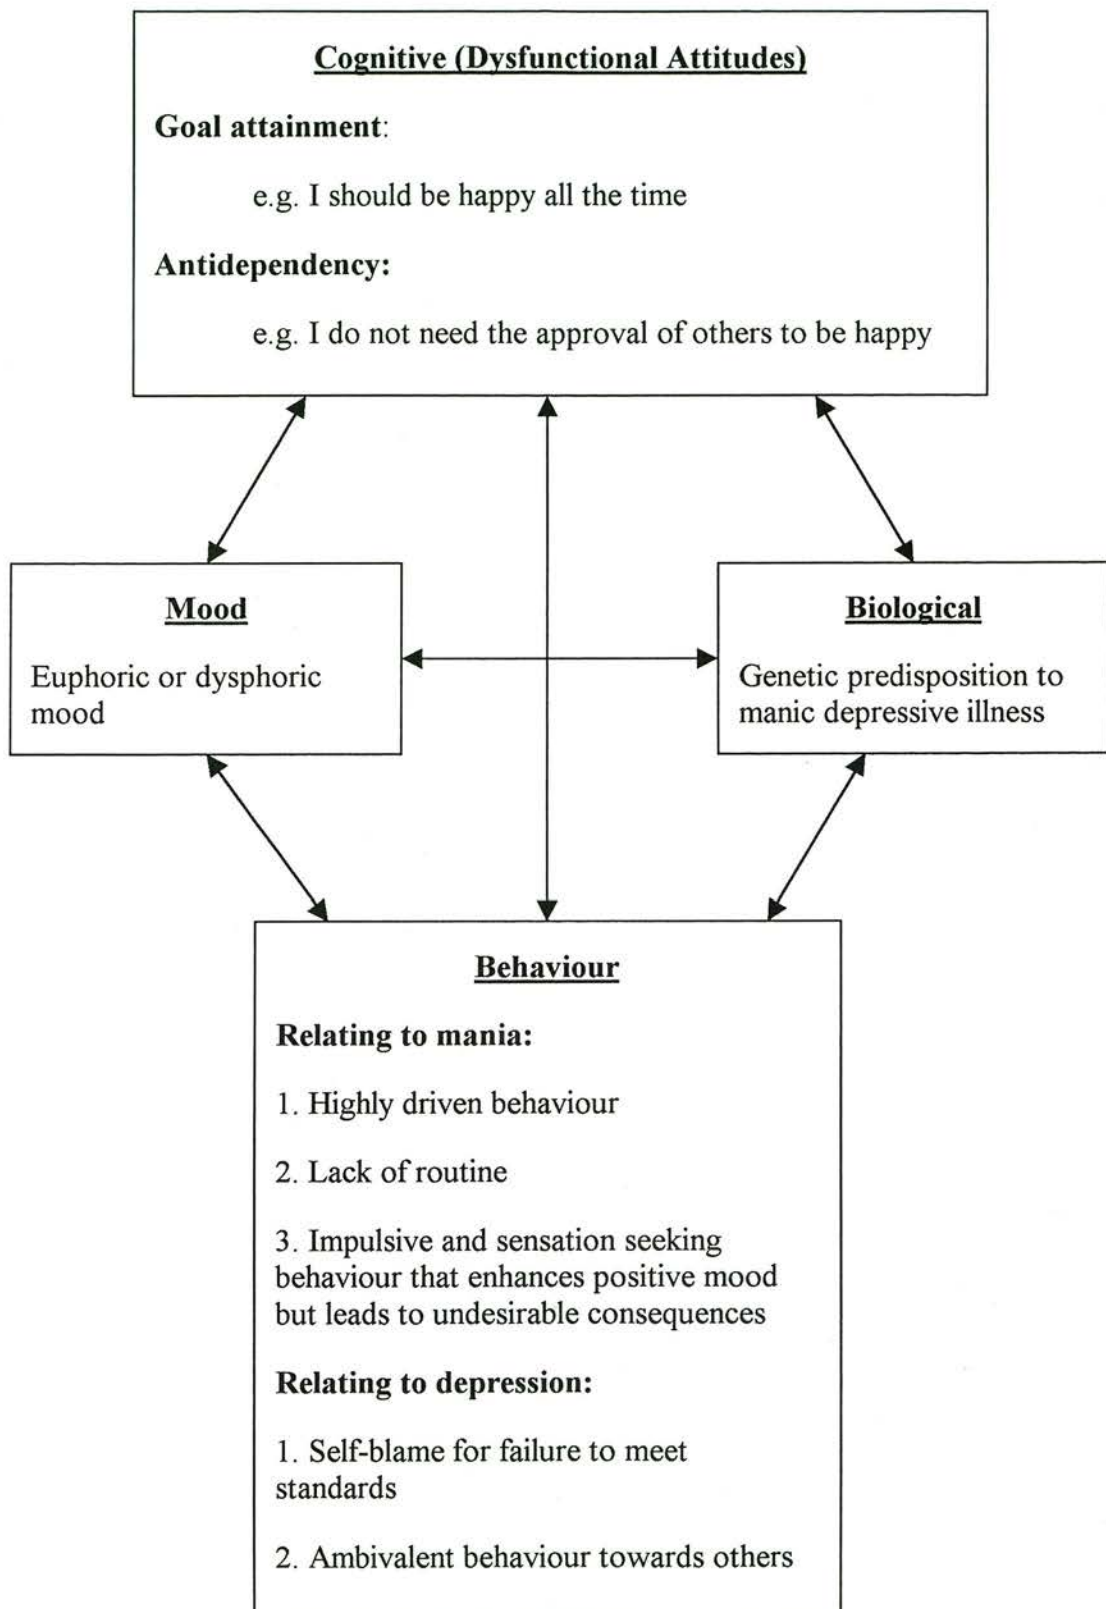 Cognitive (Dysfunctional Attitudes)
Goal attainment:
e.g. I should be happy all the time
Antidependency:
e.g. I do not need the approval of others to be happy
Mood
Euphoric or dysphoric
mood
Biological
Genetic predisposition to
manic depressive illness
Behaviour
Relating to mania:
1. Highly driven behaviour
2. Lack of routine
3. Impulsive and sensation seeking
behaviour that enhances positive mood
but leads to undesirable consequences
Relating to depression:
1. Self-blame for failure to meet
standards
2. Ambivalent behaviour towards others